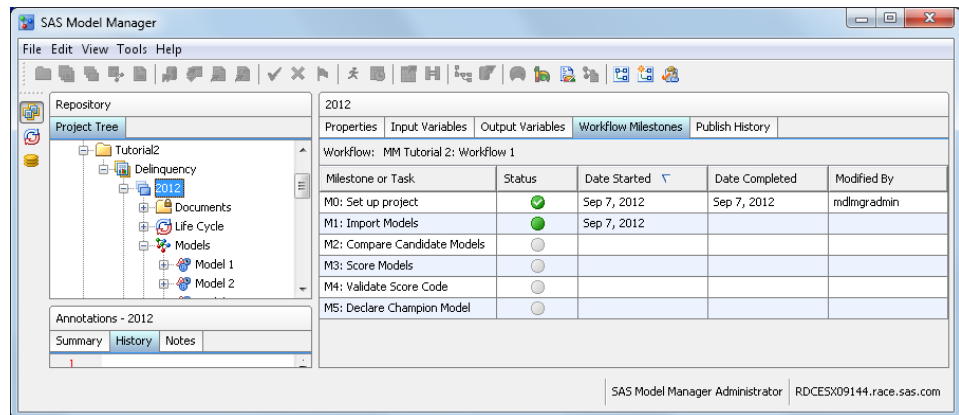 SAS Model Manager
File Edit View Tools Help
Repository
Project Tree
Tutorial2
Delinquency
2012
Documents
Life Cycle
Models
Model 1
Model 2
Annotations - 2012
Summary History Notes
1
2012
Properties Input Variables Output Variables Workflow Milestones Publish History
Workflow: MM Tutorial 2: Workflow 1
Milestone or Task Status Date Started Date Completed Modified By
M0: Set up project Sep 7, 2012 Sep 7, 2012 mdlmgradmin
M1: Import Models Sep 7, 2012
M2: Compare Candidate Models
M3: Score Models
M4: Validate Score Code
M5: Declare Champion Model
SAS Model Manager Administrator RDCESX09144.race.sas.com